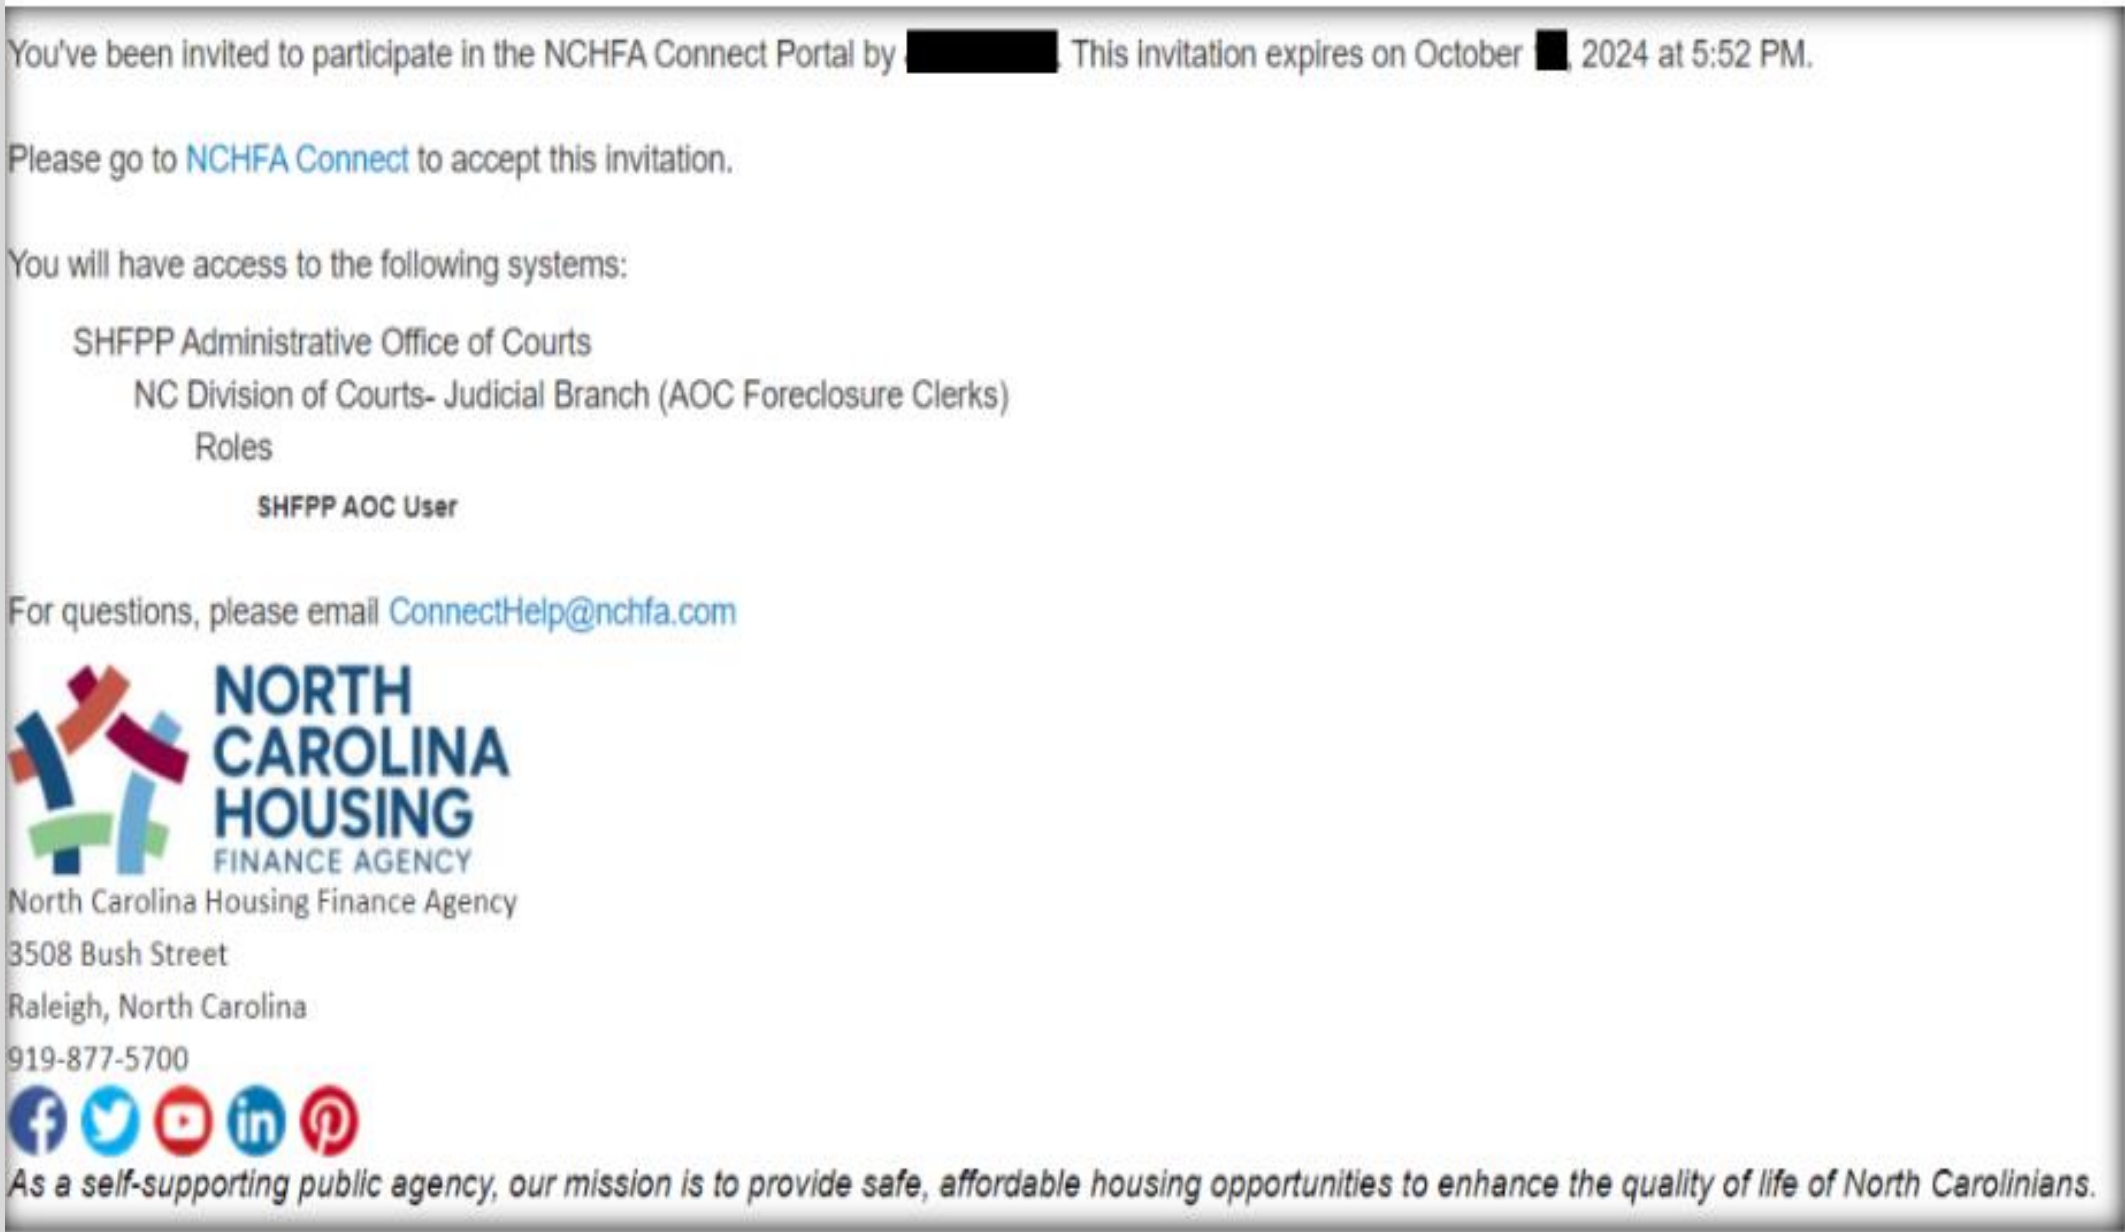 You've been invited to participate in the NCHFA Connect Portal by . This invitation expires on October , 2024 at 5:52 PM.
Please go to NCHFA Connect to accept this invitation.
You will have access to the following systems:
SHFPP Administrative Office of Courts
NC Division of Courts- Judicial Branch (AOC Foreclosure Clerks)
Roles
SHFPP AOC User
For questions, please email ConnectHelp@nchfa.com
NORTH
CAROLINA
HOUSING
FINANCE AGENCY
North Carolina Housing Finance Agency
3508 Bush Street
Raleigh, North Carolina
919-877-5700
As a self-supporting public agency, our mission is to provide safe, affordable housing opportunities to enhance the quality of life of North Carolinians.